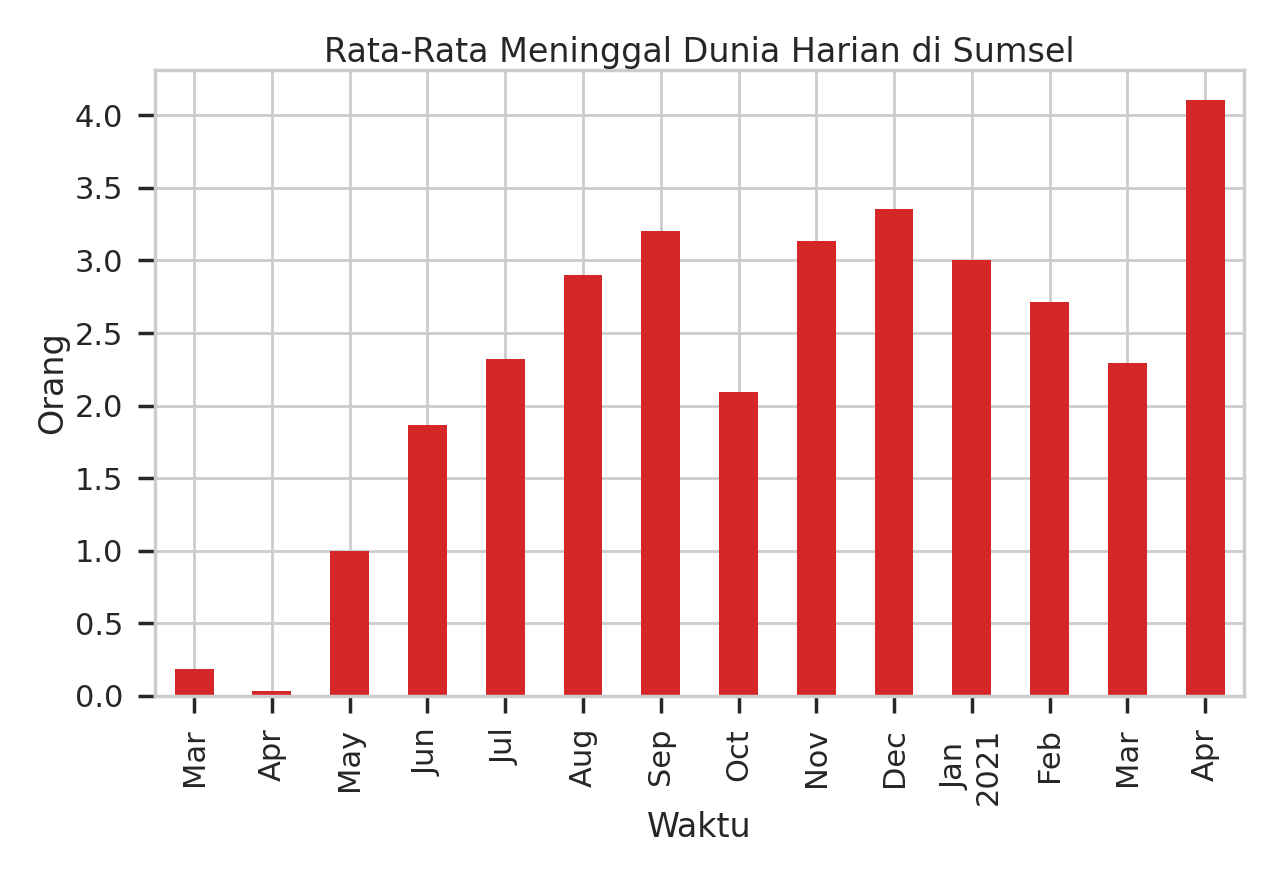 Rata-Rata Meninggal Dunia Harian di Sumsel
4.0
3.5
3.0
2.5
2.0
1.5
1.0
0.5
0.0
Orang
Mar
Apr
May
Jun
Jul
Aug
Sep
Oct
Nov
Dec
Jan
2021
Feb
Mar
Apr
Waktu